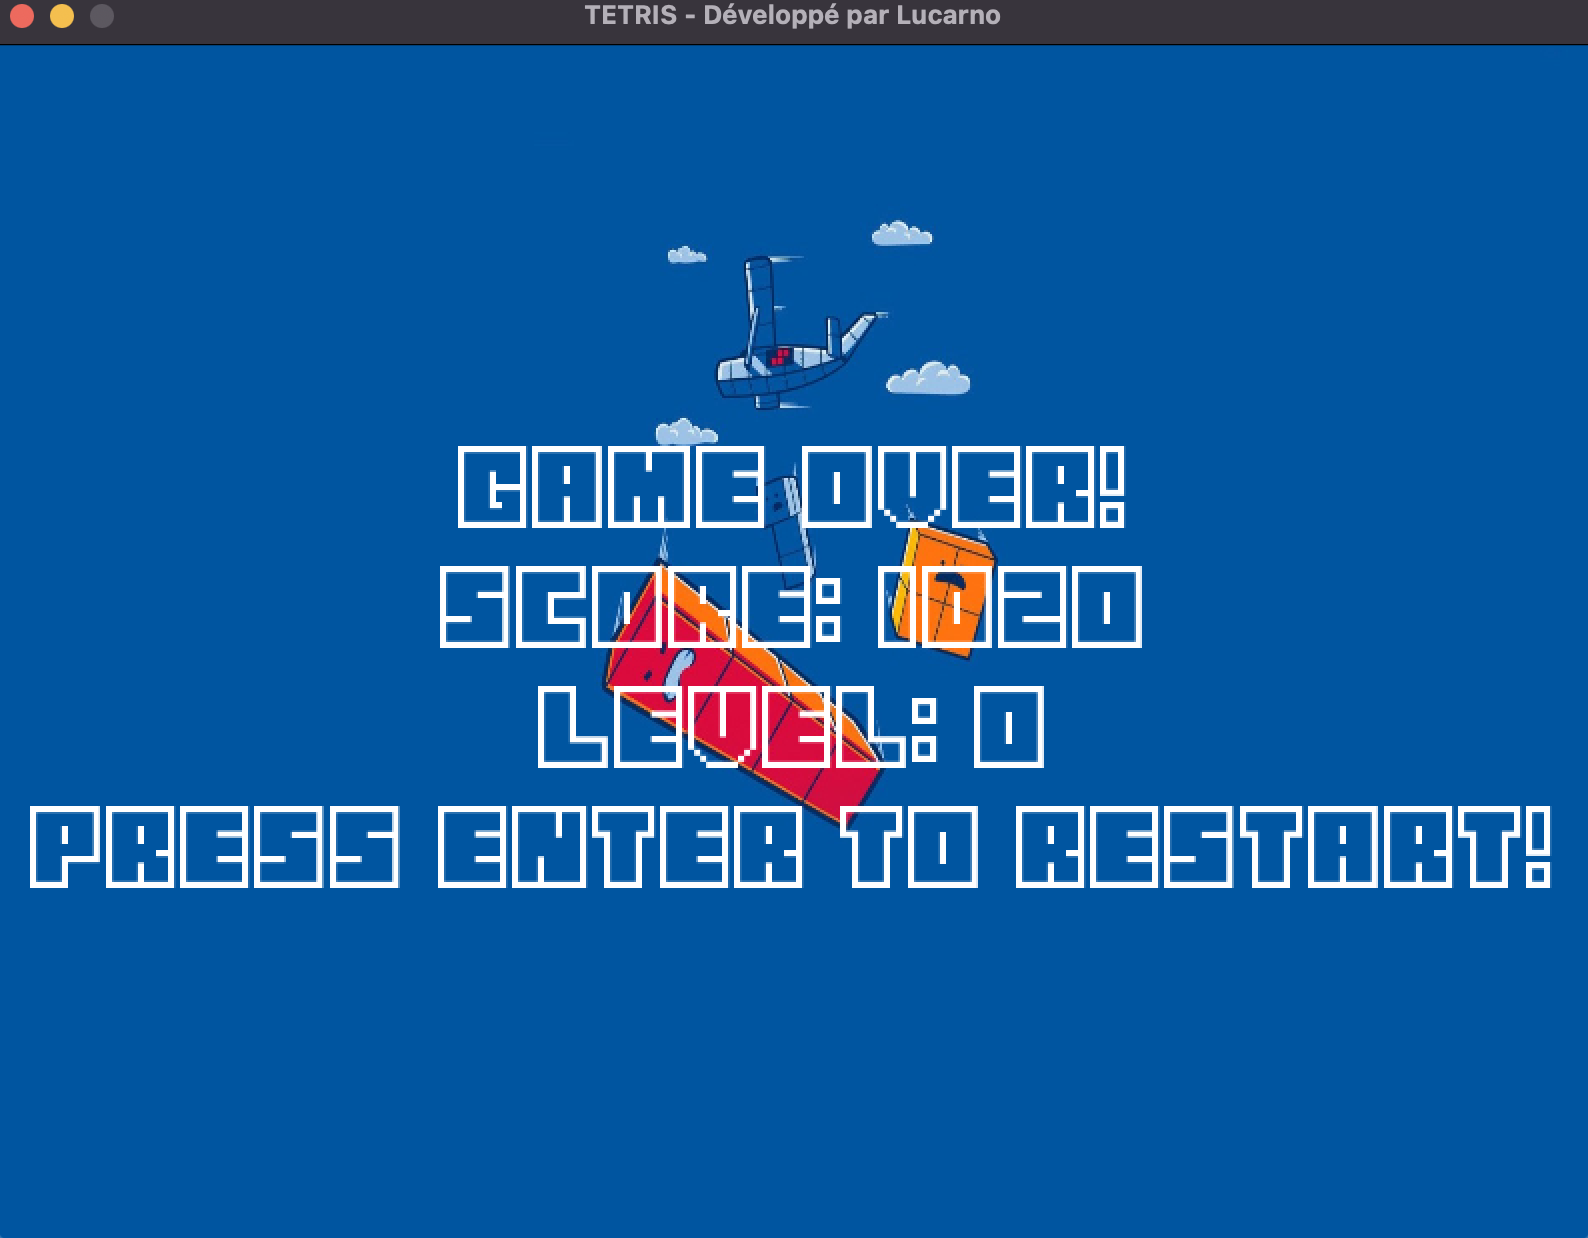 TETRIS - Développé par Lucarno
GAME OVER!
SCORE: 1020
LEVEL: 0
PRESS ENTER TO RESTART!